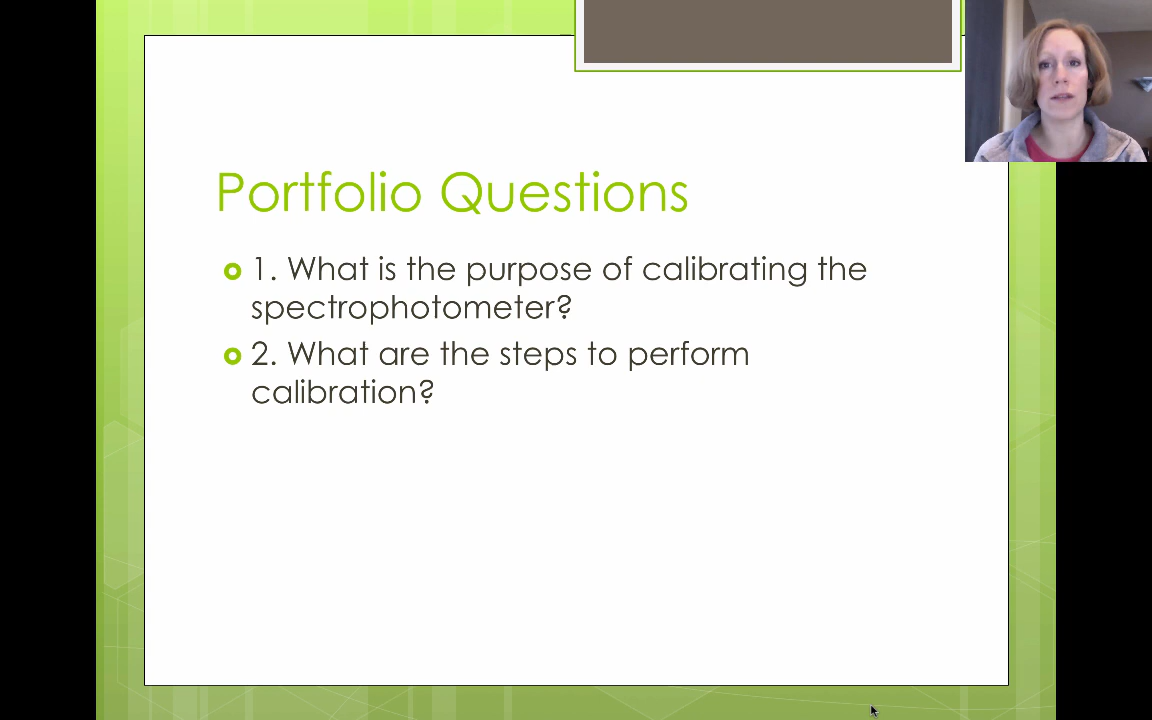 Portfolio Questions
1. What is the purpose of calibrating the
spectrophotometer?
2. What are the steps to perform
calibration?